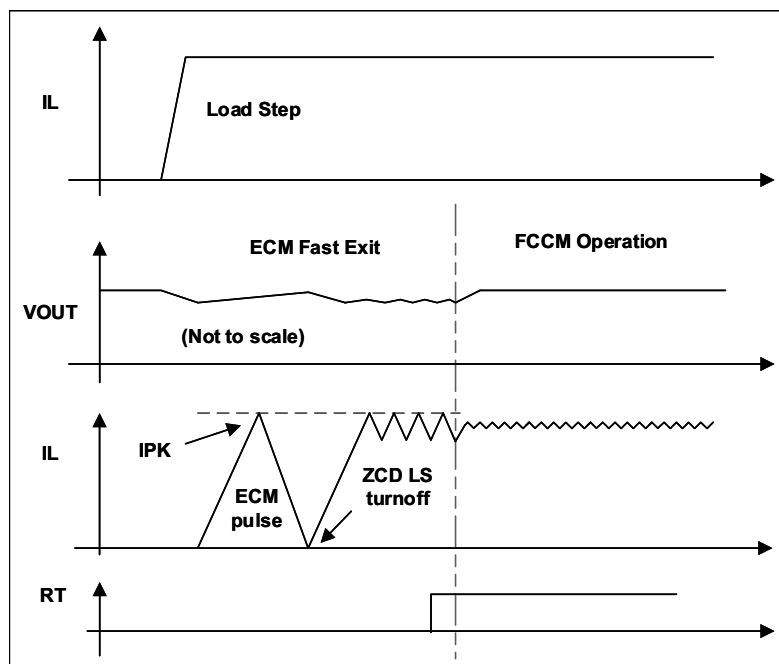 IL
Load Step
ECM Fast Exit
FCCM Operation
VOUT
(Not to scale)
IL
IPK
ZCD LS
turnoff
ECM
pulse
RT